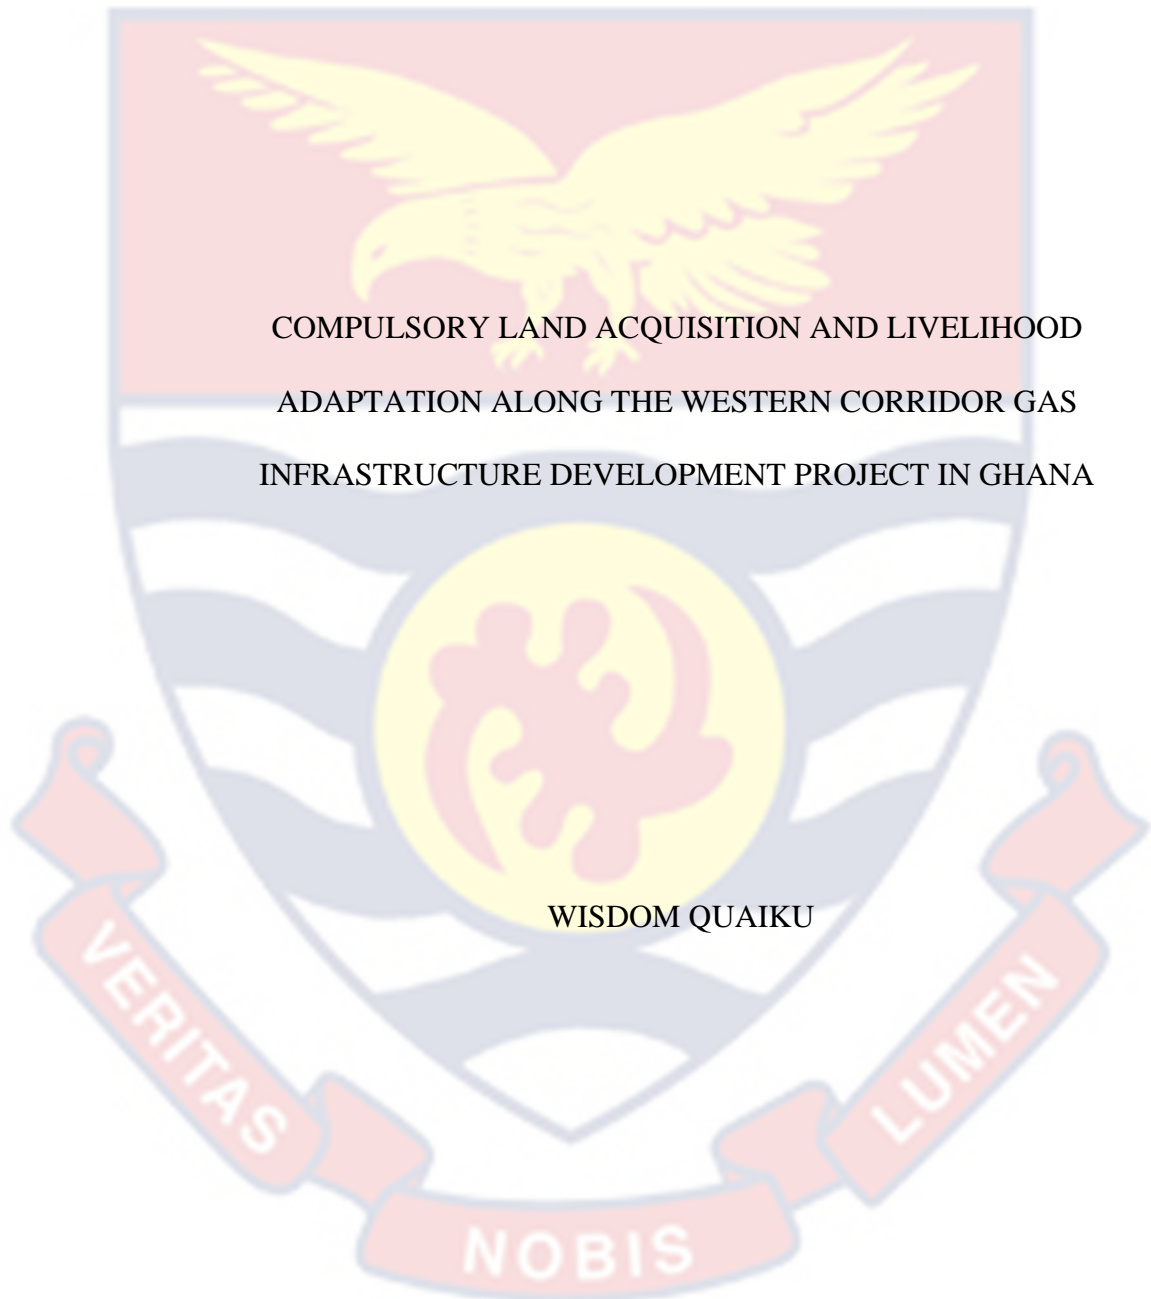 COMPULSORY LAND ACQUISITION AND LIVELIHOOD
ADAPTATION ALONG THE WESTERN CORRIDOR GAS
INFRASTRUCTURE DEVELOPMENT PROJECT IN GHANA
WISDOM QUAIKU
VERITAS
NOBIS
LUMEN